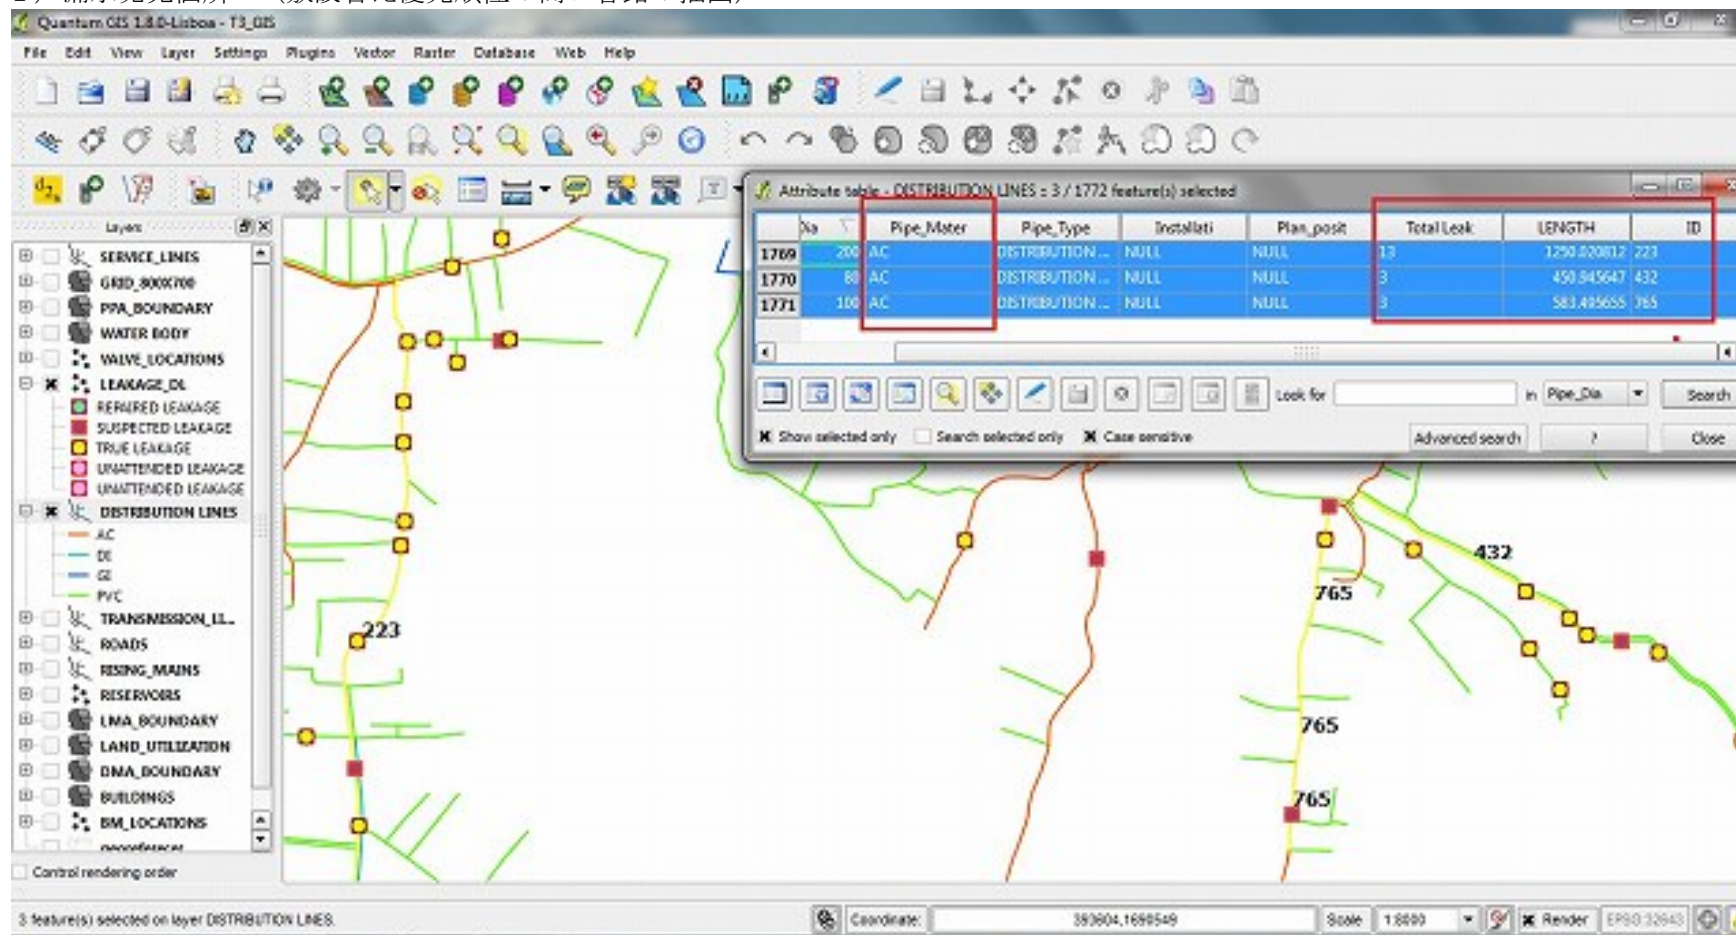 Quantum GIS 1.8.0-Lisboa - T3_GIS
File Edit View Layer Settings Plugins Vector Raster Database Web Help
Layers
SERVICE_LINES
GRID_800X700
PPA_BOUNDARY
WATER BODY
VALVE_LOCATIONS
LEAKAGE_DL
REPAIRED LEAKAGE
SUSPECTED LEAKAGE
TRUE LEAKAGE
UNATTENDED LEAKAGE
UNATTENDED LEAKAGE
DISTRIBUTION LINES
AC
DI
GI
PVC
TRANSMISSION_LI...
ROADS
RISING_MAINS
RESERVOIRS
LMA_BOUNDARY
LAND_UTILIZATION
DMA_BOUNDARY
BUILDINGS
BM_LOCATIONS
Control rendering order
Attribute table - DISTRIBUTION LINES :: 3 / 1772 feature(s) selected
Dia Pipe_Mater Pipe_Type Installati Plan_posit Total Leak LENGTH ID
1769 200 AC DISTRIBUTION ... NULL NULL 13 1250.020812 223
1770 80 AC DISTRIBUTION ... NULL NULL 3 450.945647 432
1771 100 AC DISTRIBUTION ... NULL NULL 3 583.495655 765
Look for in Pipe_Dia Search
Show selected only Search selected only Case sensitive Advanced search ? Close
432
765
223
765
765
3 feature(s) selected on layer DISTRIBUTION LINES.
Coordinate: 393604,1690549 Scale 1:8000 Render EPSG:32643